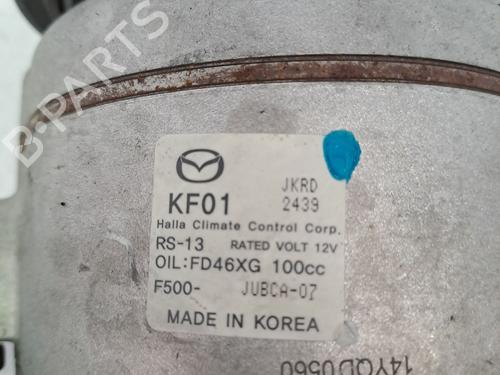 B-PARTS
JKRD
KF01 2439
Halla Climate Control Corp.
RS-13 RATED VOLT 12V
OIL:FD46XG 100cc
F500- JUBCA-07
MADE IN KOREA
14YQD0560